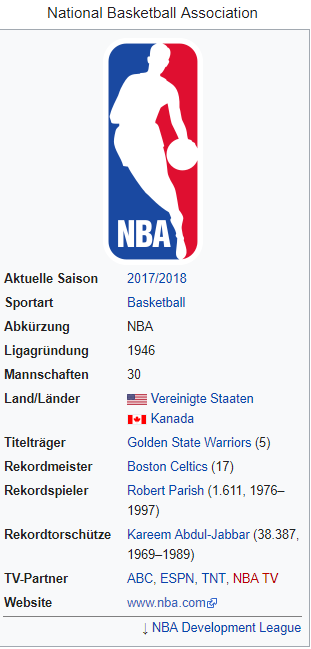 National Basketball Association
NBA
Aktuelle Saison 2017/2018
Sportart Basketball
Abkürzung NBA
Ligagründung 1946
Mannschaften 30
Land/Länder Vereinigte Staaten
Kanada
Titelträger Golden State Warriors (5)
Rekordmeister Boston Celtics (17)
Rekordspieler Robert Parish (1.611, 1976–
1997)
Rekordtorschütze Kareem Abdul-Jabbar (38.387,
1969–1989)
TV-Partner ABC, ESPN, TNT, NBA TV
Website www.nba.com
↓ NBA Development League